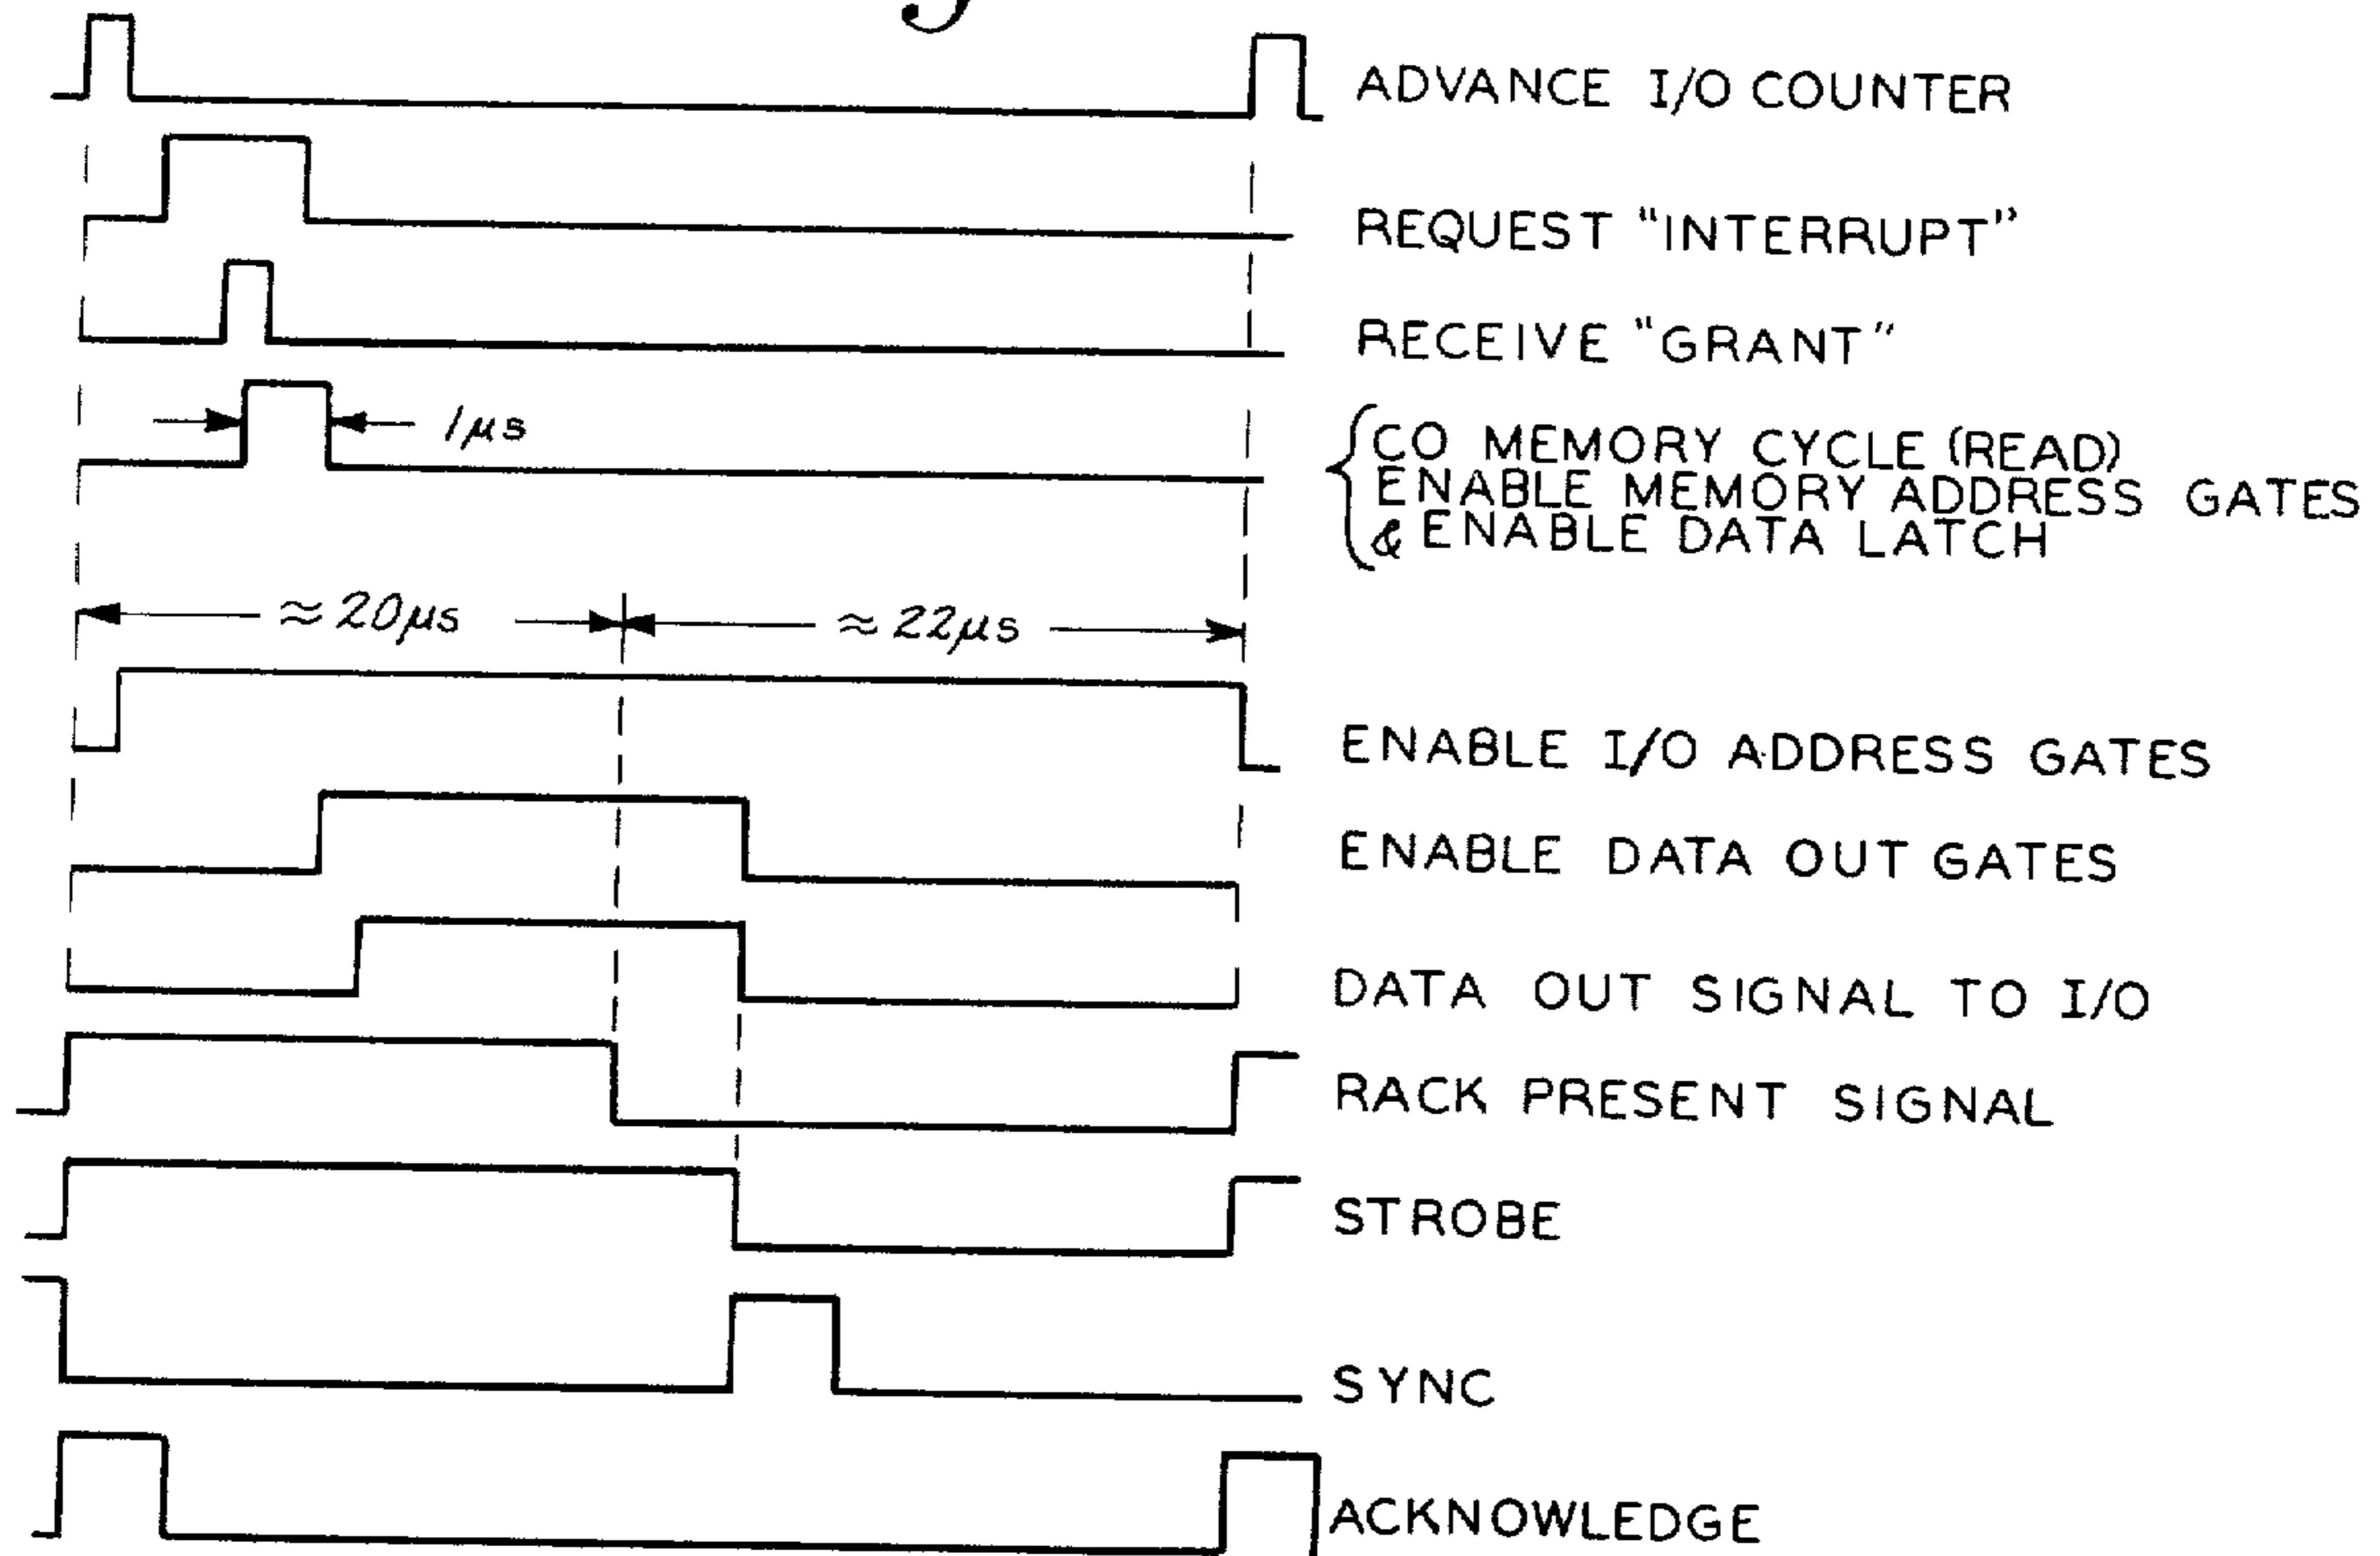 ADVANCE I/O COUNTER
REQUEST "INTERRUPT"
RECEIVE "GRANT"
1μs
CO MEMORY CYCLE (READ)
ENABLE MEMORY ADDRESS GATES
& ENABLE DATA LATCH
≈20μs ≈22μs
ENABLE I/O ADDRESS GATES
ENABLE DATA OUT GATES
DATA OUT SIGNAL TO I/O
RACK PRESENT SIGNAL
STROBE
SYNC
ACKNOWLEDGE